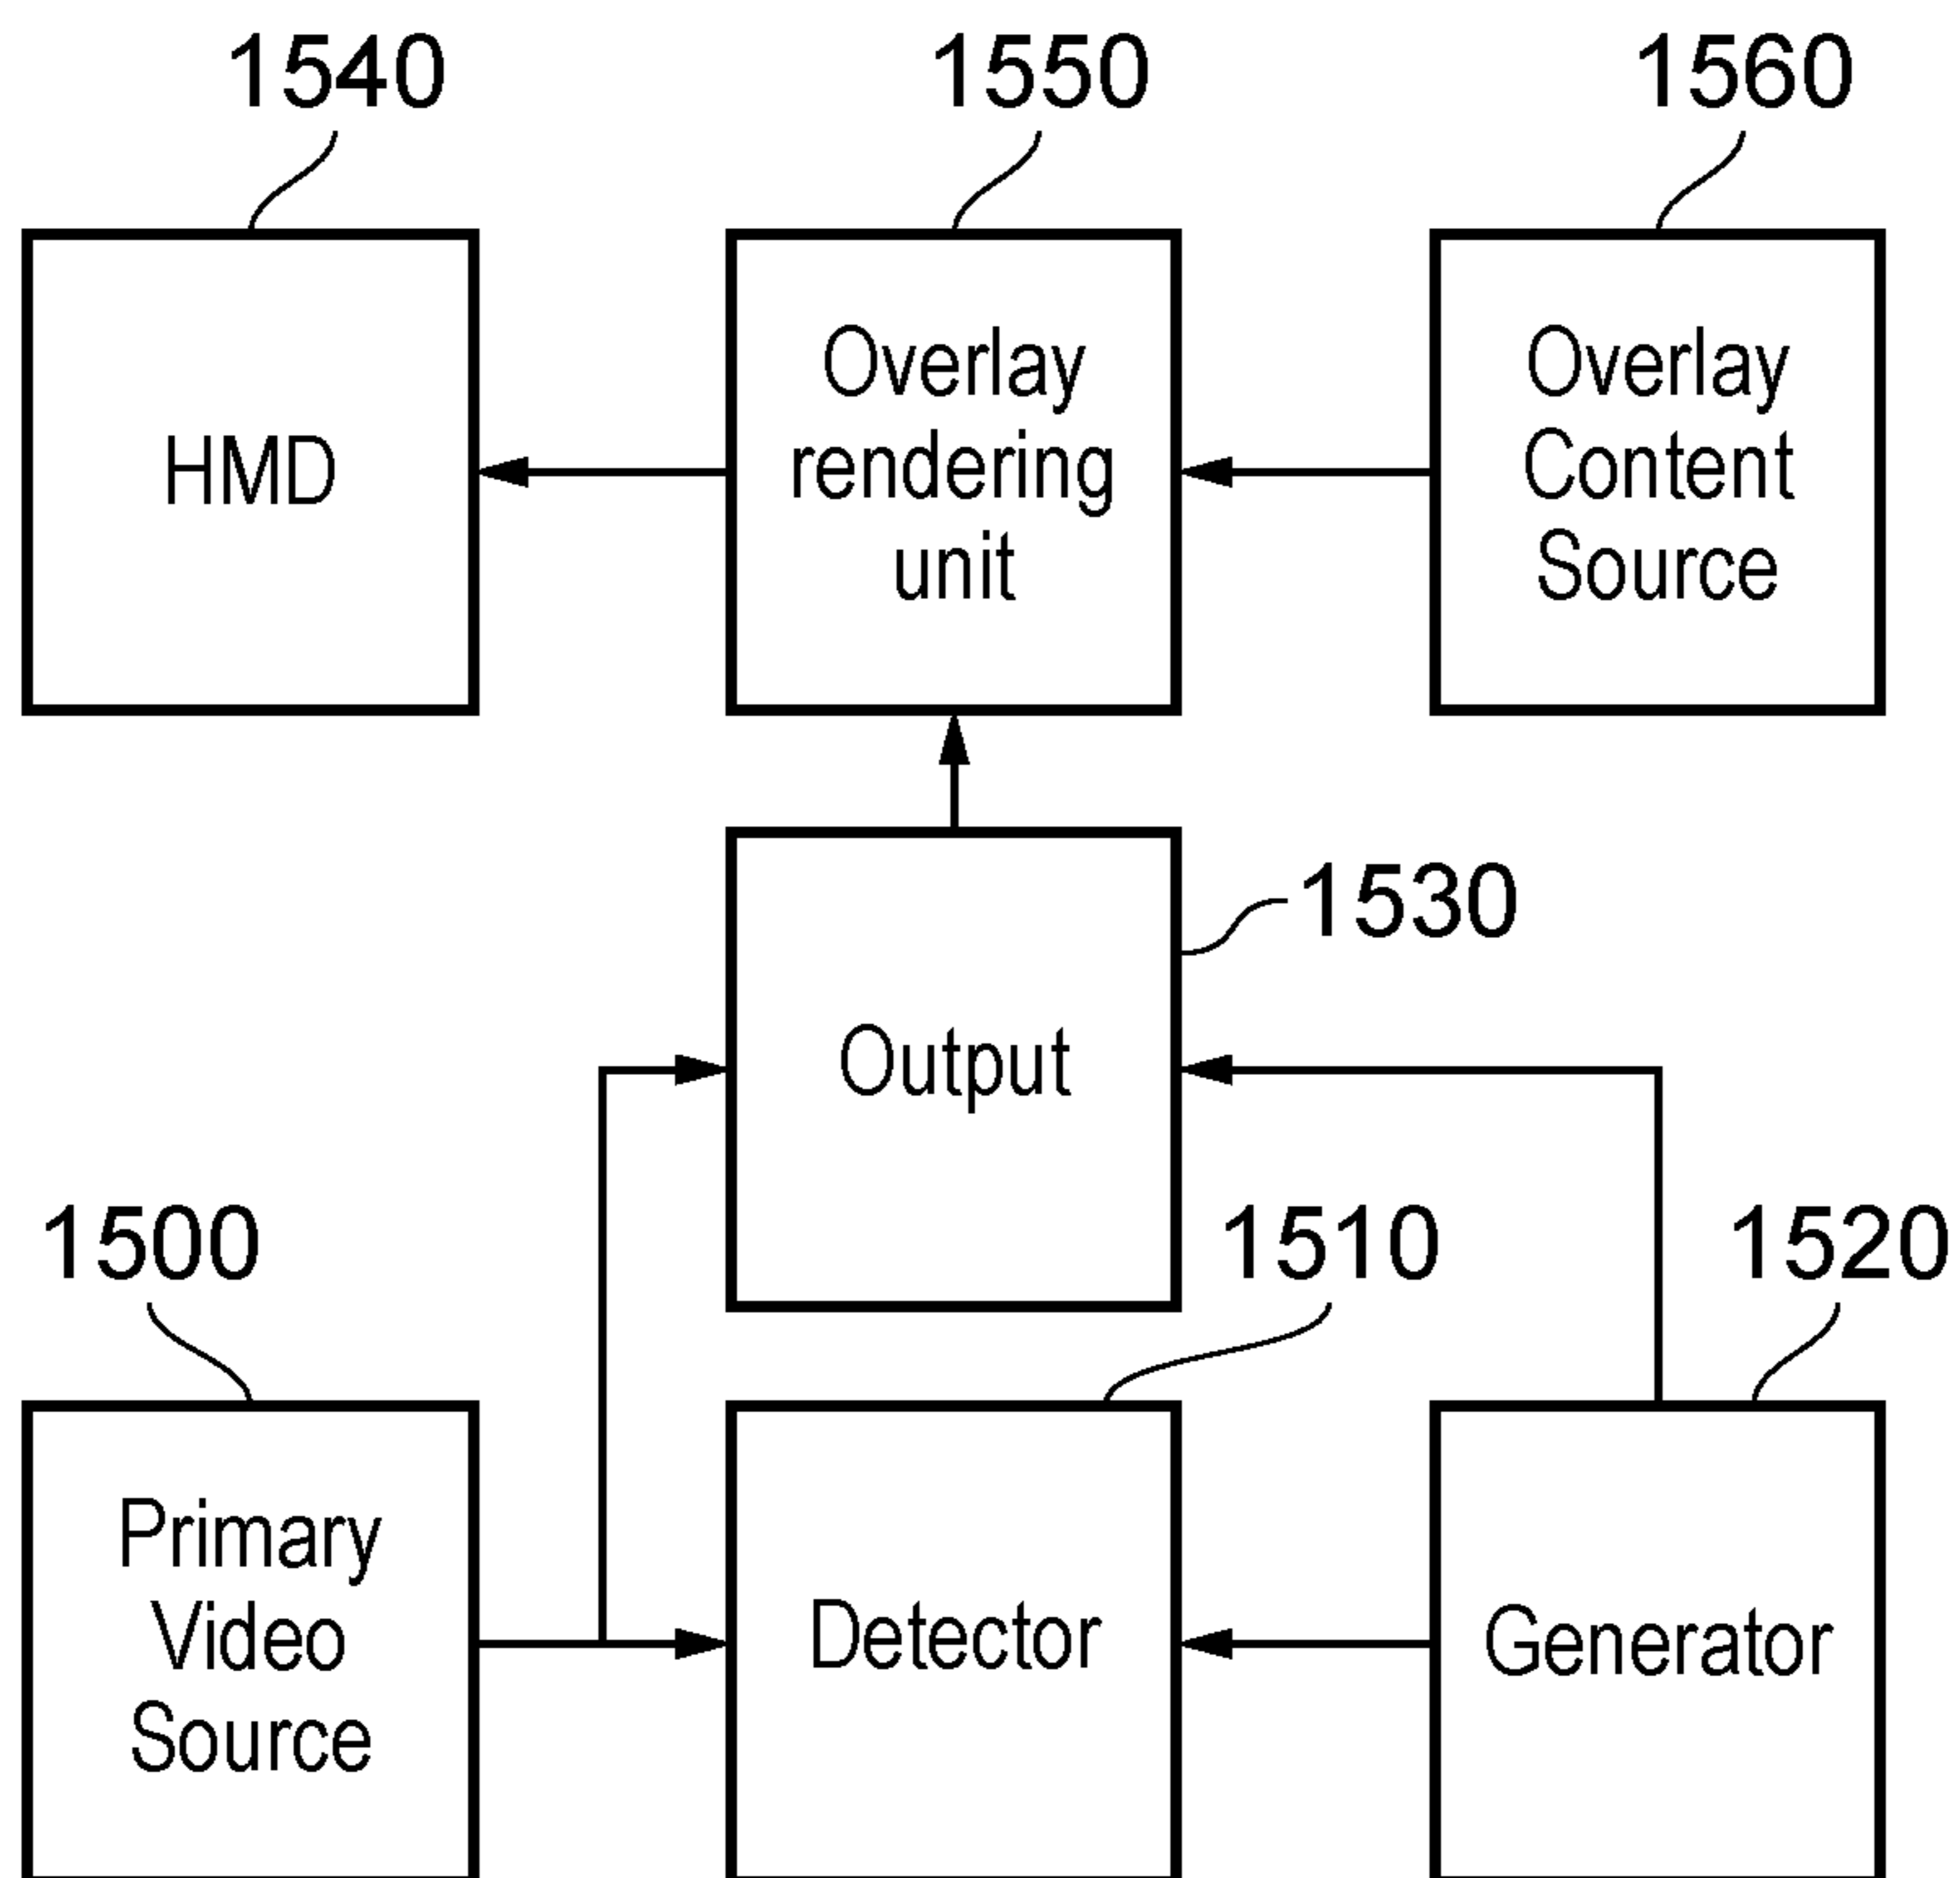 1540
1550
1560
HMD
Overlay
rendering
unit
Overlay
Content
Source
1530
Output
1500
1510
1520
Primary
Video
Source
Detector
Generator